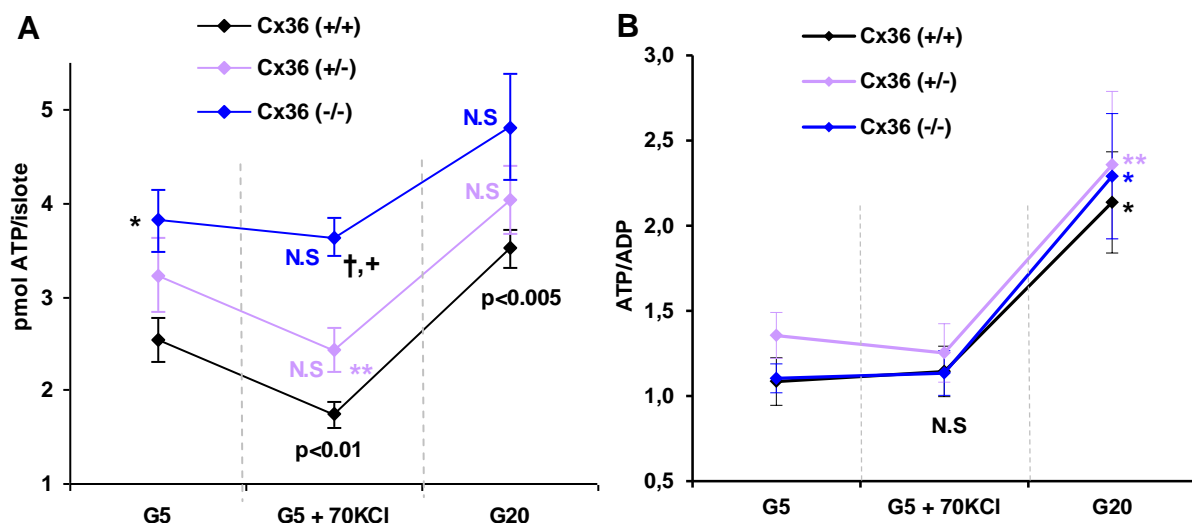 A
Cx36 (+/+)
Cx36 (+/-)
Cx36 (-/-)
pmol ATP/islote
5
4
3
2
1
*
N.S
†,+
N.S
**
p<0.01
N.S
N.S
p<0.005
G5
G5 + 70KCl
G20
B
Cx36 (+/+)
Cx36 (+/-)
Cx36 (-/-)
ATP/ADP
3,0
2,5
2,0
1,5
1,0
0,5
**
*
*
N.S
G5
G5 + 70KCl
G20